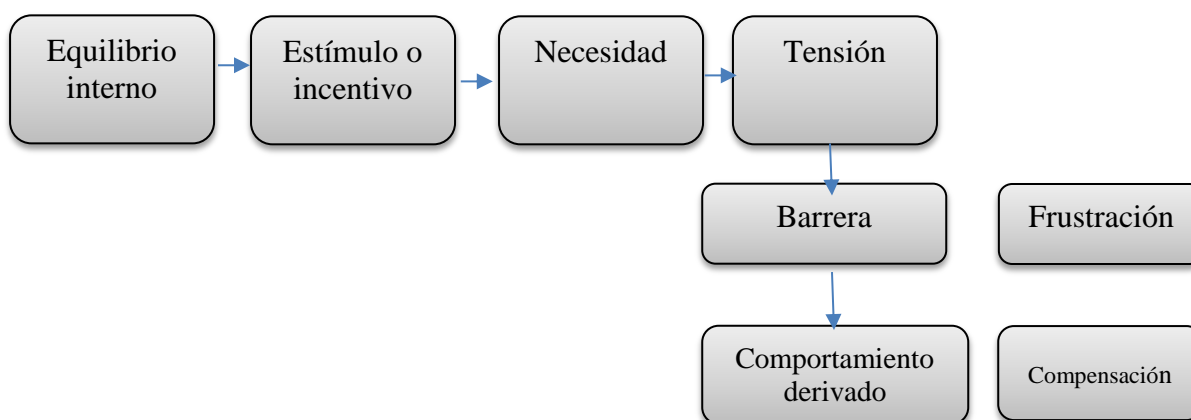 Equilibrio
interno
Estímulo o
incentivo
Necesidad
Tensión
Barrera
Frustración
Comportamiento
derivado
Compensación